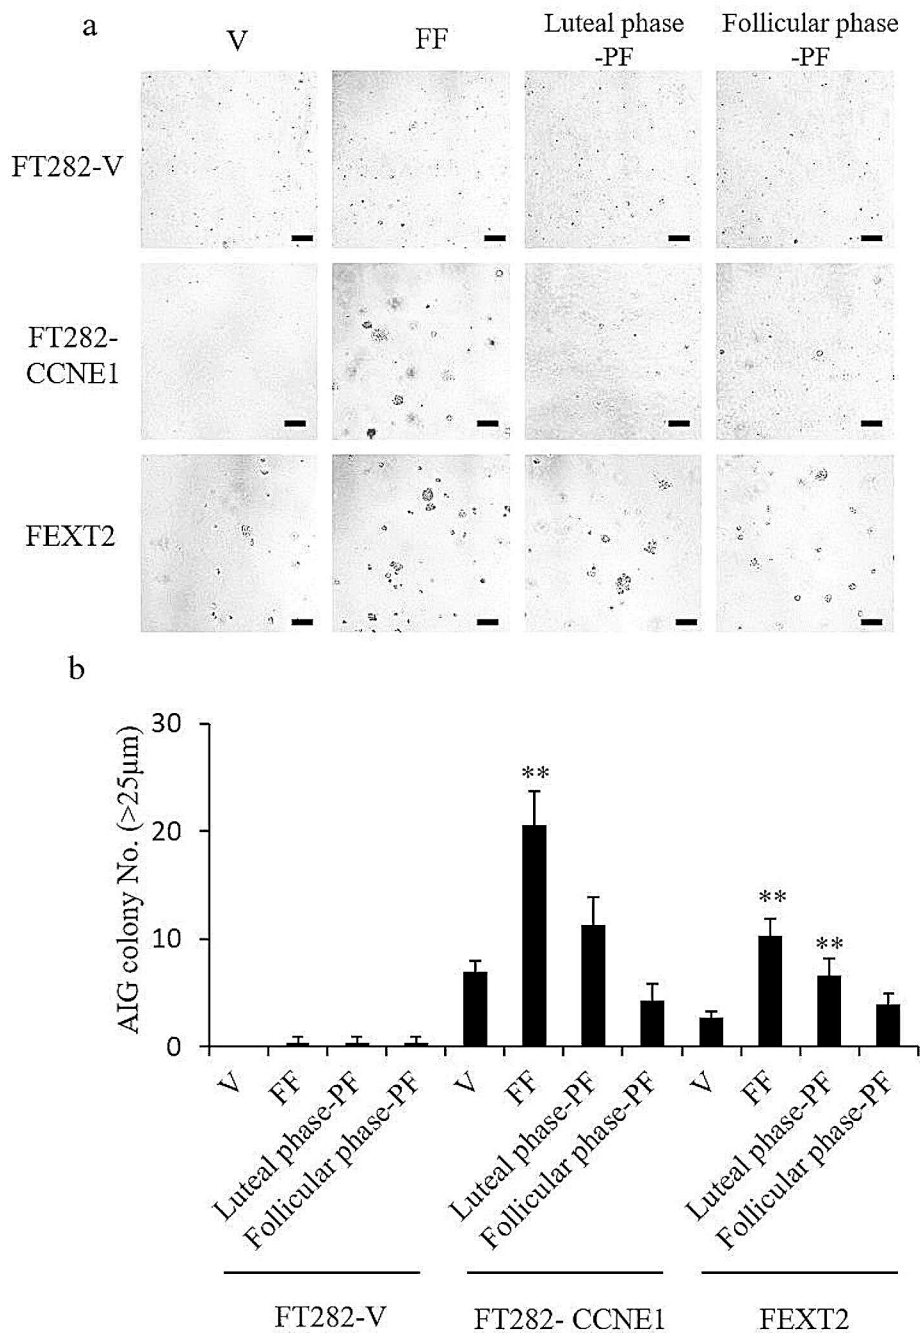 a
V
FF
Luteal phase
-PF
Follicular phase
-PF
FT282-V
FT282-
CCNE1
FEXT2
b
AIG colony No. (>25μm)
30
20
10
0
**
**
**
V
FF
Luteal phase-PF
Follicular phase-PF
V
FF
Luteal phase-PF
Follicular phase-PF
V
FF
Luteal phase-PF
Follicular phase-PF
FT282-V
FT282- CCNE1
FEXT2